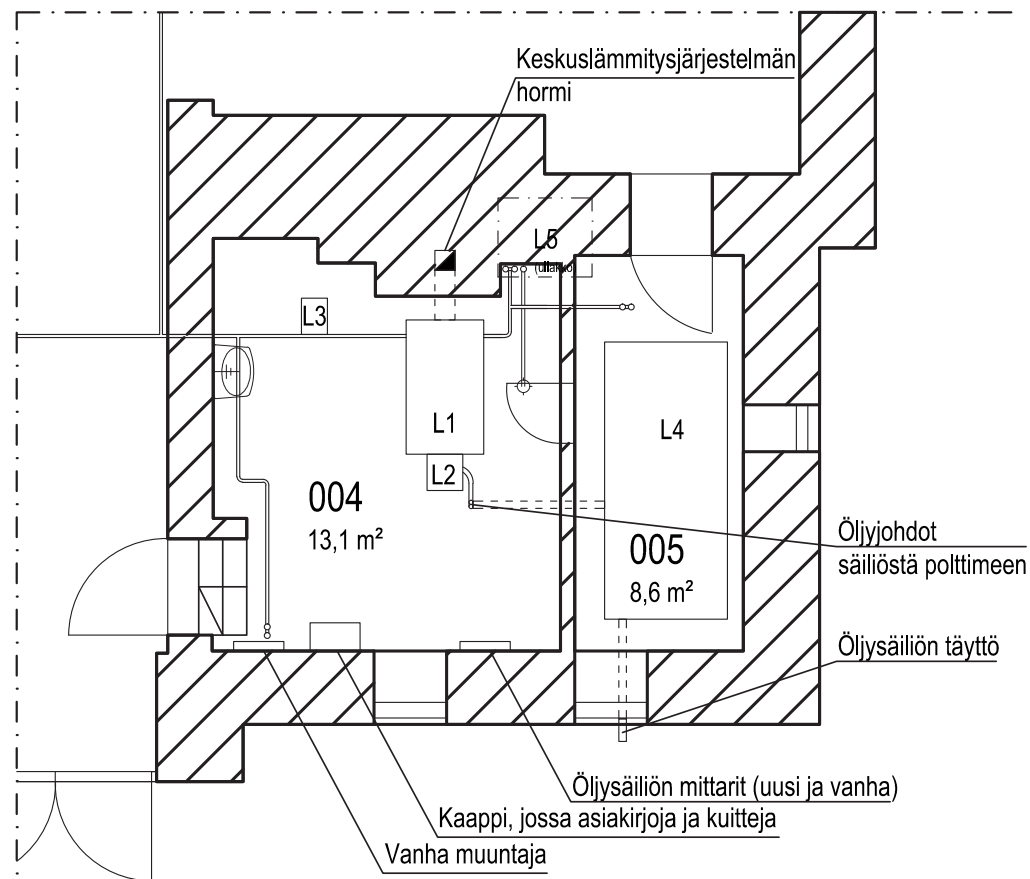 Keskuslämmitysjärjestelmän
hormi
L5
(ullakko)
L3
L1
L4
L2
004
13,1 m²
Öljyjohdot
säiliöstä polttimeen
005
8,6 m²
Öljysäiliön täyttö
Öljysäiliön mittarit (uusi ja vanha)
Kaappi, jossa asiakirjoja ja kuitteja
Vanha muuntaja